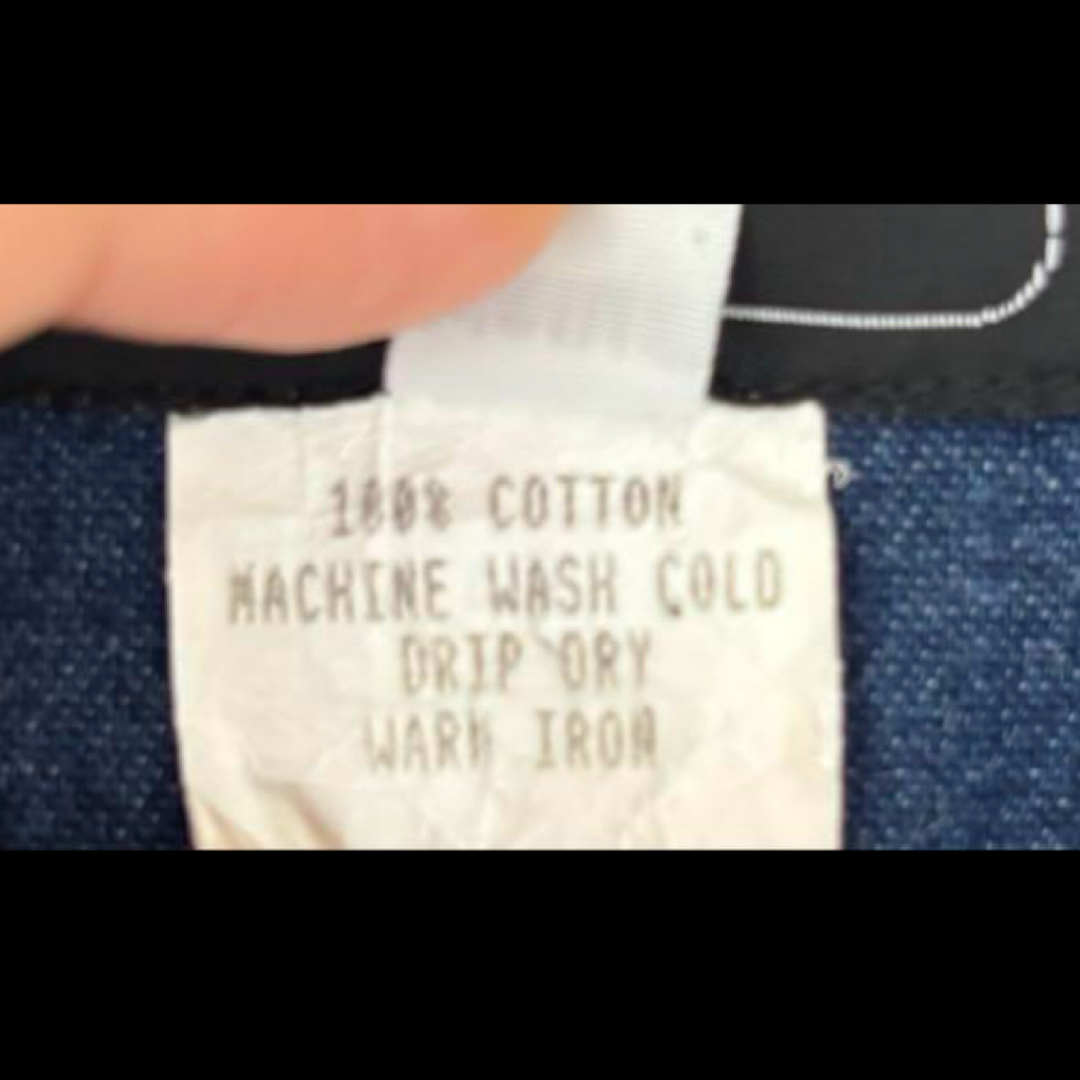 100% COTTON
MACHINE WASH COLD
DRIP DRY
WARM IRON